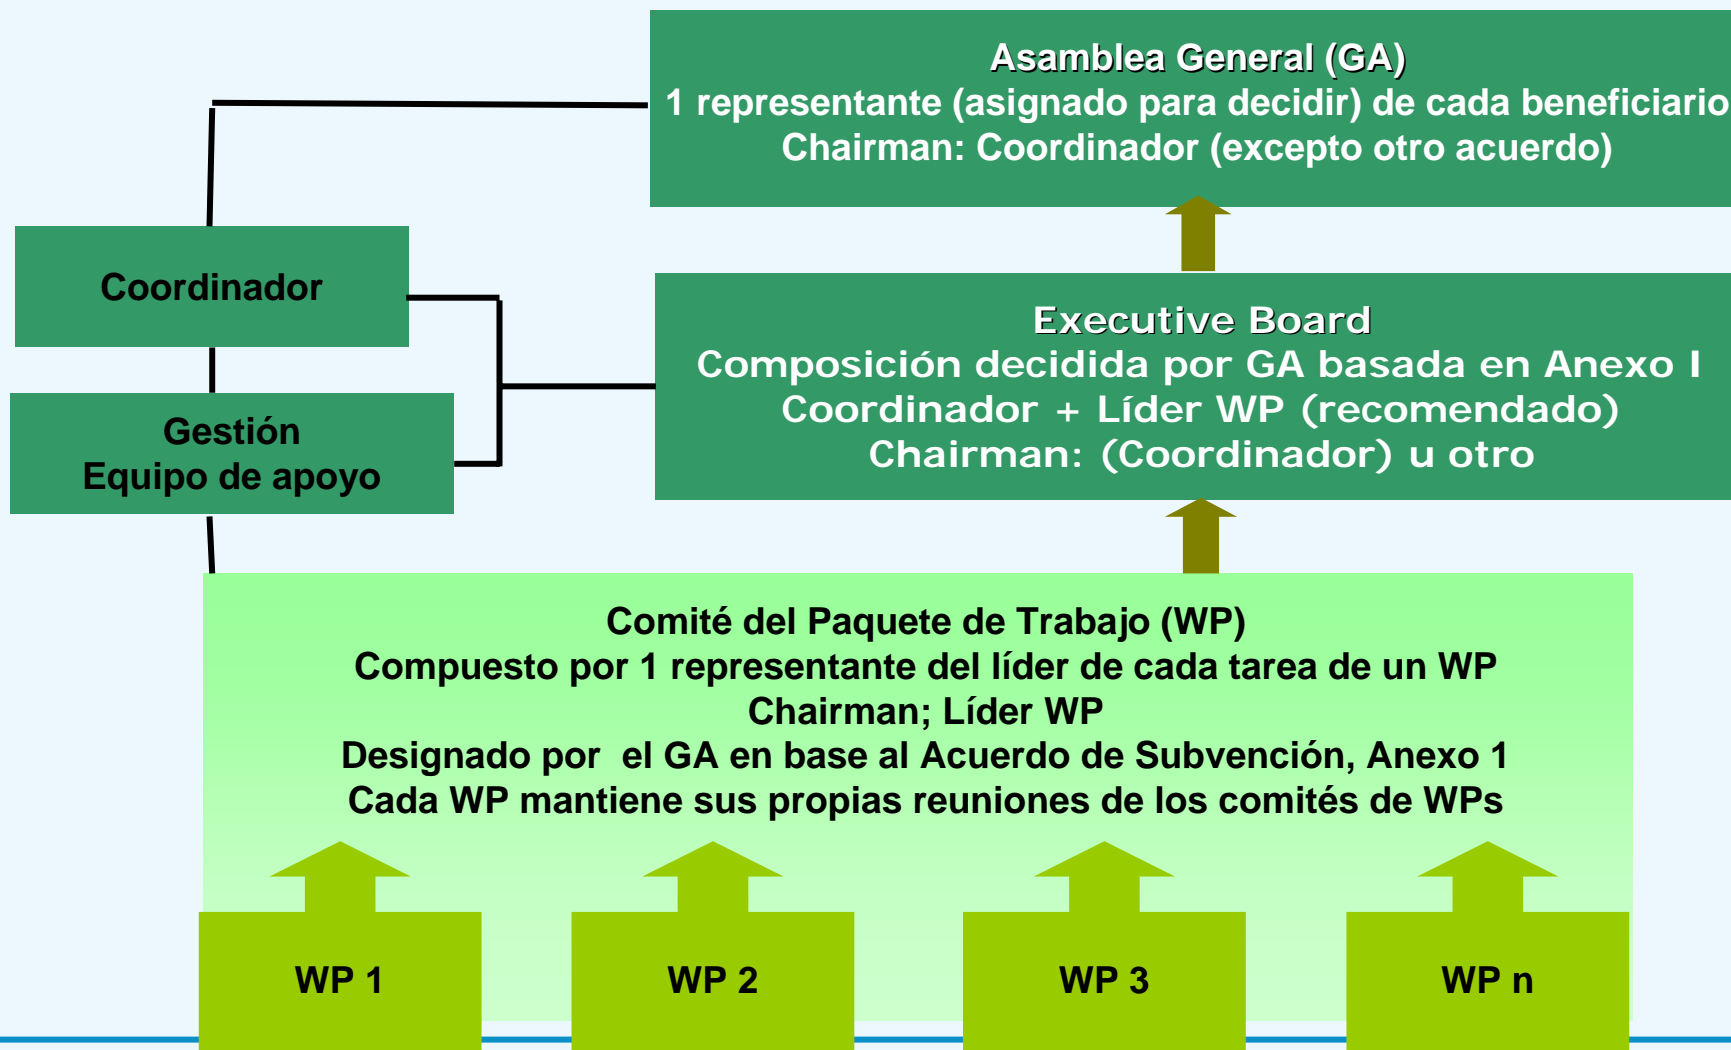 Asamblea General (GA)
1 representante (asignado para decidir) de cada beneficiario
Chairman: Coordinador (excepto otro acuerdo)
Coordinador
Executive Board
Composición decidida por GA basada en Anexo I
Coordinador + Líder WP (recomendado)
Chairman: (Coordinador) u otro
Gestión
Equipo de apoyo
Comité del Paquete de Trabajo (WP)
Compuesto por 1 representante del líder de cada tarea de un WP
Chairman; Líder WP
Designado por  el GA en base al Acuerdo de Subvención, Anexo 1
Cada WP mantiene sus propias reuniones de los comités de WPs
WP 1
WP 2
WP 3
WP n